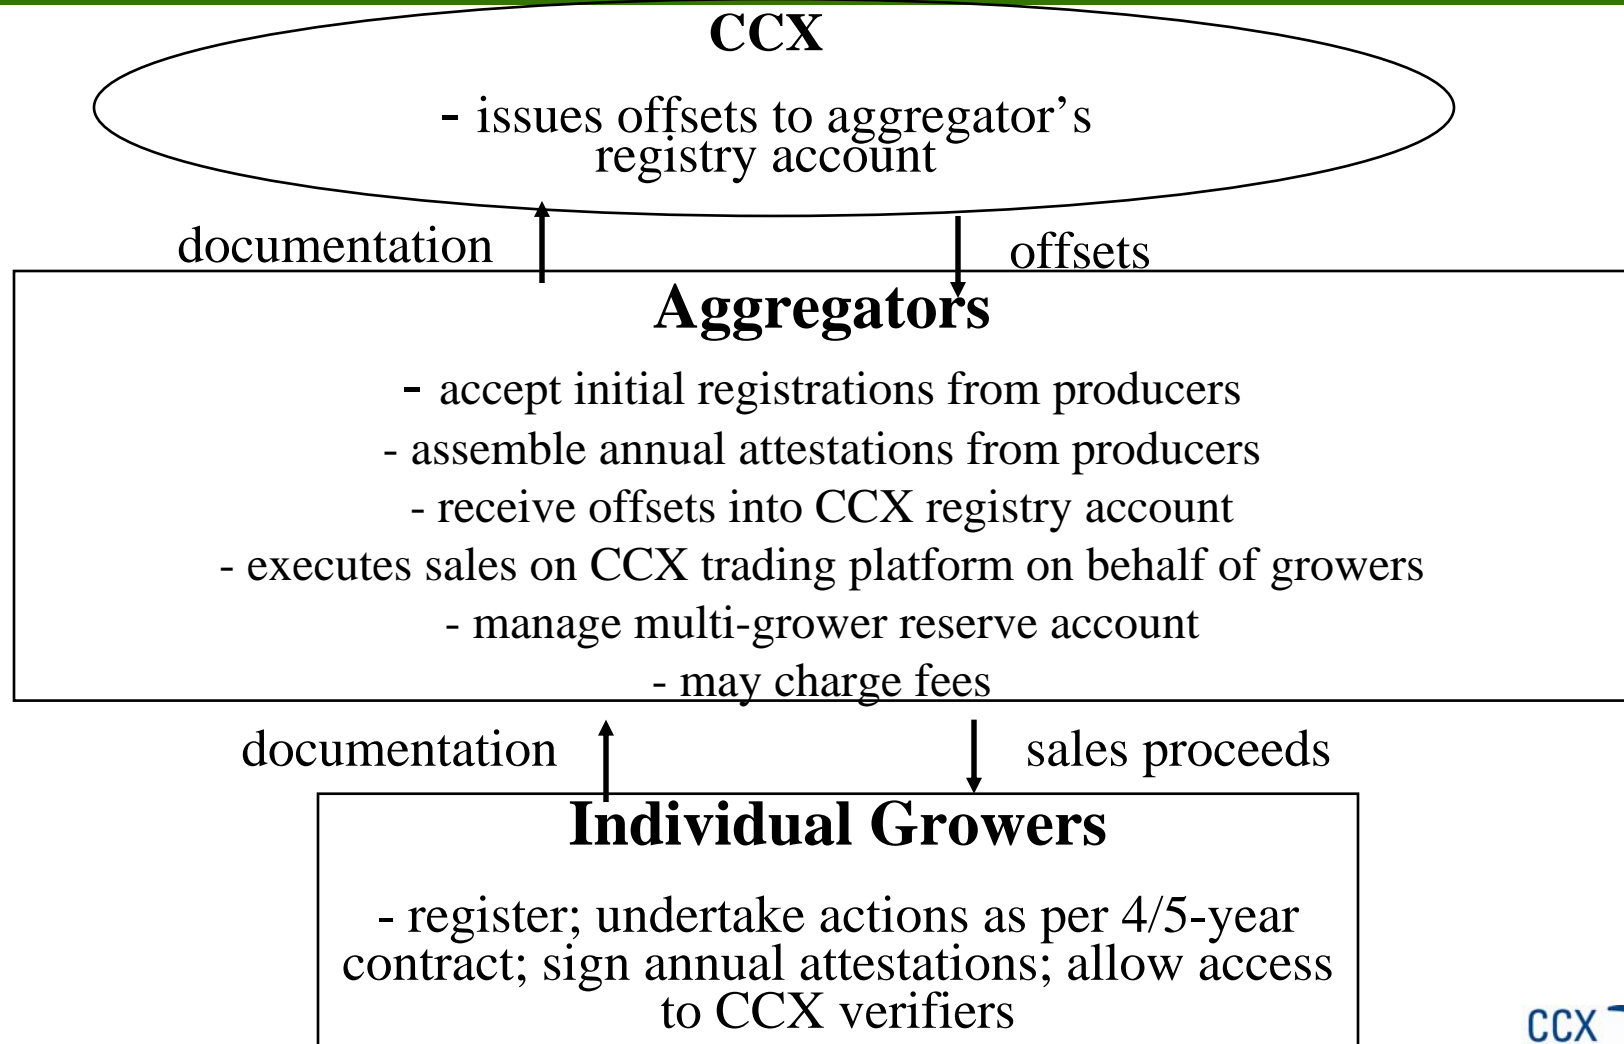 CCX
- issues offsets to aggregator’s
registry account
documentation
offsets
Aggregators
- accept initial registrations from producers
- assemble annual attestations from producers
- receive offsets into CCX registry account
- executes sales on CCX trading platform on behalf of growers
- manage multi-grower reserve account
- may charge fees
documentation
sales proceeds
Individual Growers
- register; undertake actions as per 4/5-year
contract; sign annual attestations; allow access
to CCX verifiers
CCX